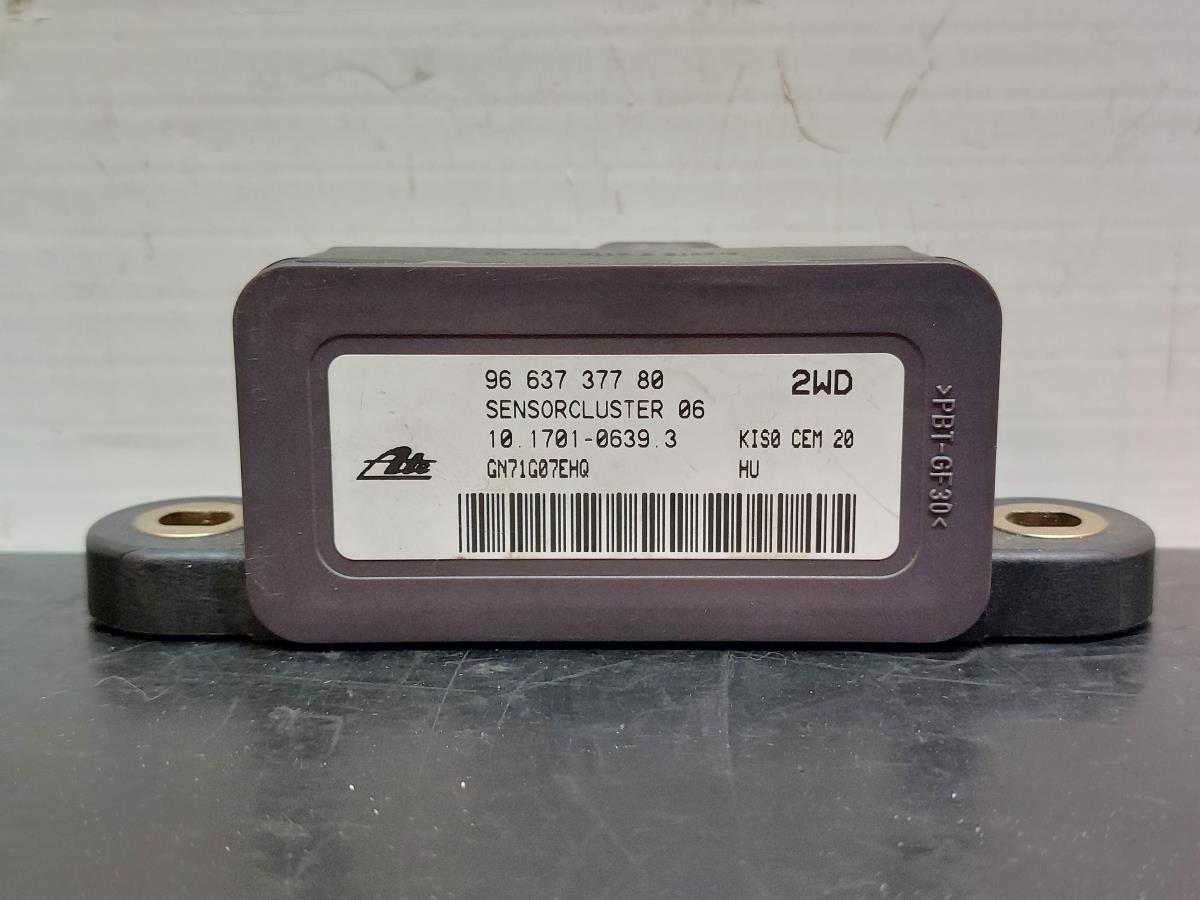 96 637 377 80 2WD
SENSORCLUSTER 06
10.1701-0639.3 KIS0 CEM 20
Ate GN71G07EHQ HU
>PBT-GF30<